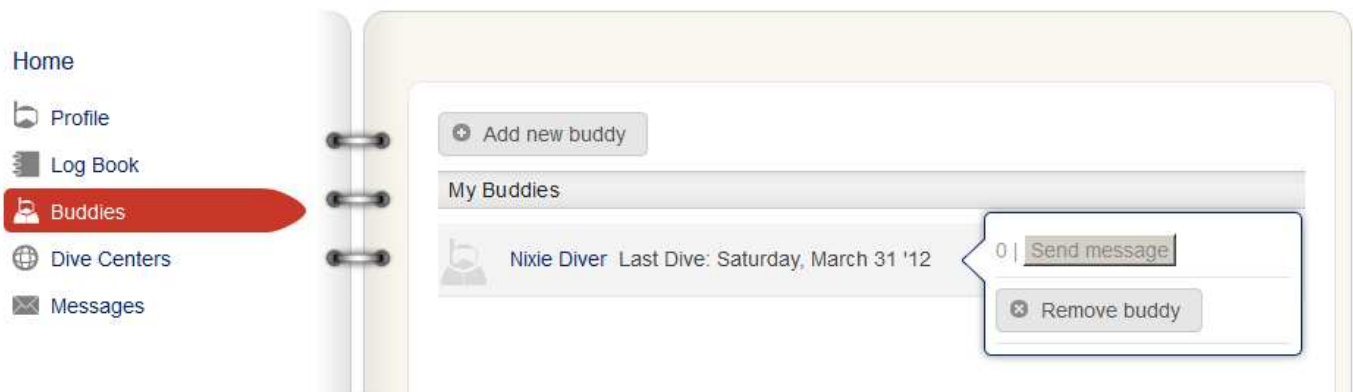 Home
Profile
Log Book
Buddies
Dive Centers
Messages
Add new buddy
My Buddies
Nixie Diver Last Dive: Saturday, March 31 '12
0 | Send message
Remove buddy